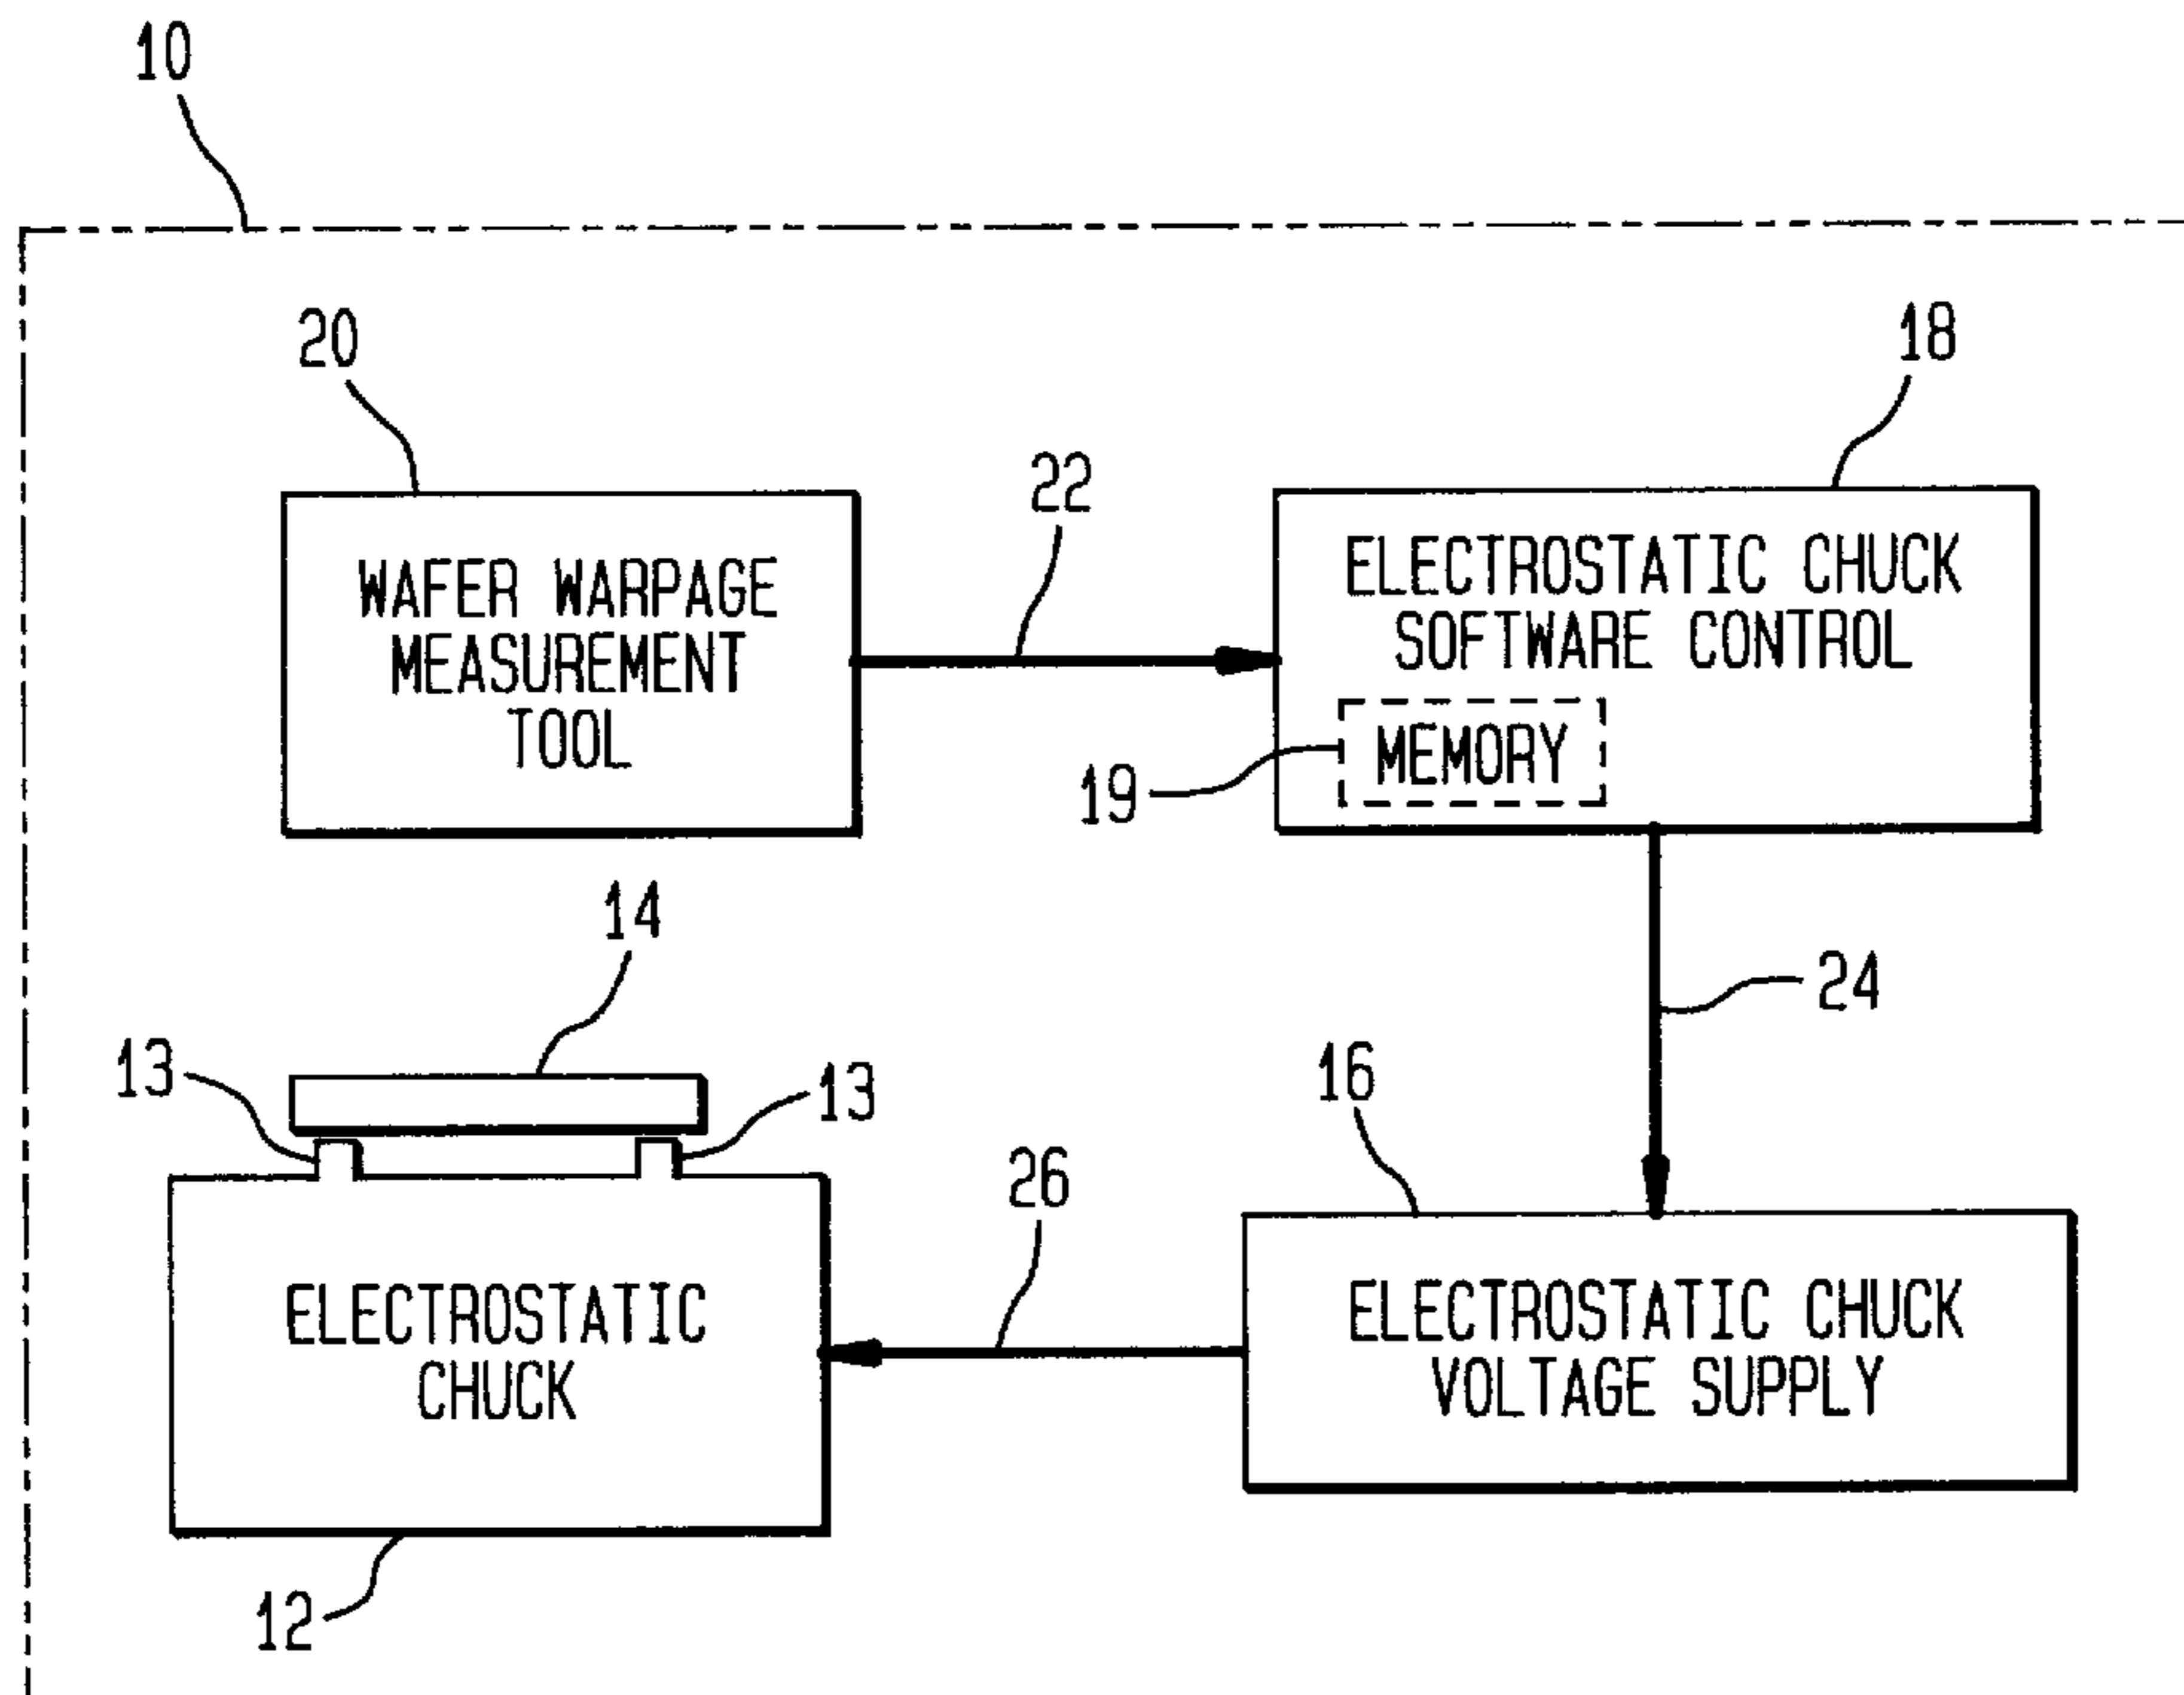 10
20
18
22
WAFER WARPAGE
MEASUREMENT
TOOL
ELECTROSTATIC CHUCK
SOFTWARE CONTROL
MEMORY
19
14
24
13
13
16
26
ELECTROSTATIC
CHUCK
ELECTROSTATIC CHUCK
VOLTAGE SUPPLY
12